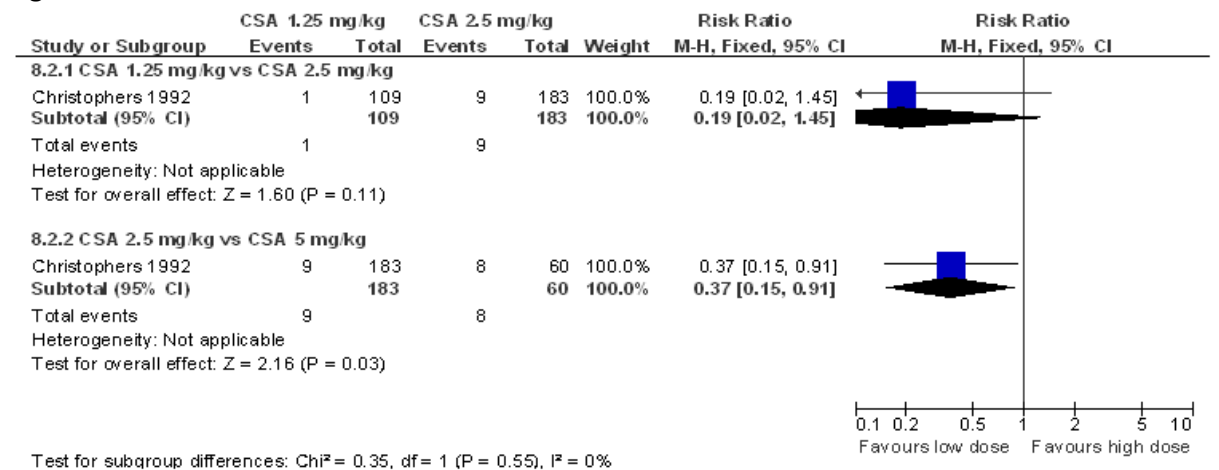 CSA 1.25 mg/kg CSA 2.5 mg/kg Risk Ratio Risk Ratio
Study or Subgroup Events Total Events Total Weight M-H, Fixed, 95% CI M-H, Fixed, 95% CI
8.2.1 CSA 1.25 mg/kg vs CSA 2.5 mg/kg
Christophers 1992 1 109 9 183 100.0% 0.19 [0.02, 1.45]
Subtotal (95% CI) 109 183 100.0% 0.19 [0.02, 1.45]
Total events 1 9
Heterogeneity: Not applicable
Test for overall effect: Z = 1.60 (P = 0.11)
8.2.2 CSA 2.5 mg/kg vs CSA 5 mg/kg
Christophers 1992 9 183 8 60 100.0% 0.37 [0.15, 0.91]
Subtotal (95% CI) 183 60 100.0% 0.37 [0.15, 0.91]
Total events 9 8
Heterogeneity: Not applicable
Test for overall effect: Z = 2.16 (P = 0.03)
0.1 0.2 0.5 1 2 5 10
Favours low dose Favours high dose
Test for subgroup differences: Chi² = 0.35, df = 1 (P = 0.55), I² = 0%